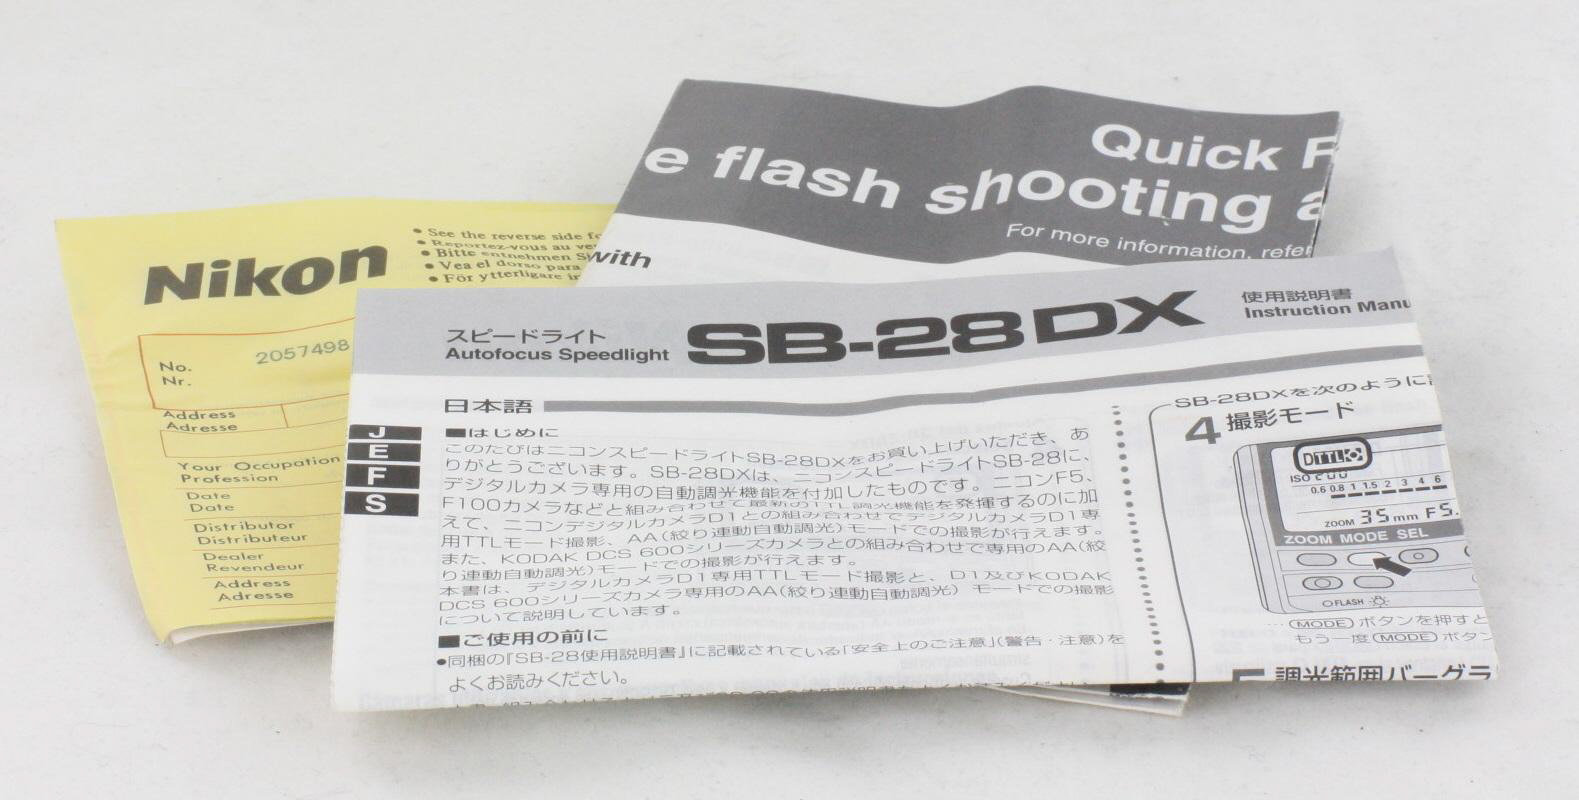 Quick
e flash shooting
For more information, refer
with
Nikon
• See the reverse side
• Reportez-vous au
• Bitte entnehmen
• Vea el dorso para
• För ytterligare
No. 2057498
Nr.
Address
Adresse
Your Occupation
Profession
Date
Date
Distributor
Distributeur
Dealer
Revendeur
Address
Adresse
スピードライト
Autofocus Speedlight
SB-28DX
使用説明書
Instruction
日本語
J
E
F
S
■はじめに
このたびはニコンスピードライトSB-28DXをお買い上げいただき、あ
りがとうございます。SB-28DXは、ニコンスピードライトSB-28に、
デジタルカメラ専用の自動調光機能を付加したものです。ニコンF5、
F100カメラなどと組み合わせて最新のTTL調光機能を発揮するのに加
えて、ニコンデジタルカメラD1との組み合わせでデジタルカメラD1専
用TTLモード撮影、AA(絞り連動自動調光)モードでの撮影が行えます。
また、KODAK DCS 600シリーズカメラとの組み合わせで専用のAA(絞
り連動自動調光)モードでの撮影が行えます。
本書は、デジタルカメラD1専用TTLモード撮影と、D1及びKODAK
DCS 600シリーズカメラ専用のAA(絞り連動自動調光) モードでの撮影
について説明しています。
■ご使用の前に
•同梱の『SB-28使用説明書』に記載されている「安全上のご注意」(警告・注意)を
よくお読みください。
SB-28DXを次のように
4 撮影モード
DTTL
ISO
0.6 0.8 1 1.5 2 3 4 6
ZOOM 35mm F5.
ZOOM MODE SEL
FLASH
(MODE) ボタンを押すと
もう一度(MODE) ボタン
調光範囲バーグラ